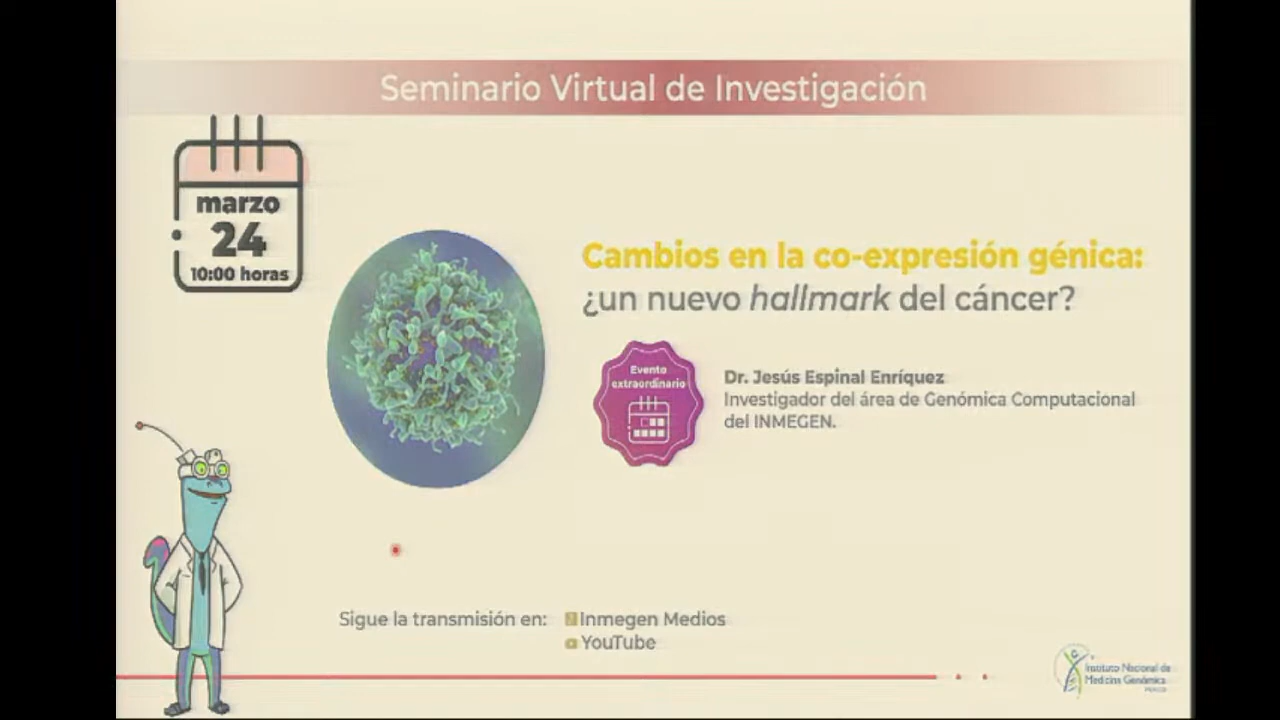 Seminario Virtual de Investigación
marzo
24
10:00 horas
Cambios en la co-expresión génica:
¿un nuevo hallmark del cáncer?
Evento
extraordinario
Dr. Jesús Espinal Enríquez
Investigador del área de Genómica Computacional
del INMEGEN.
Sigue la transmisión en:
Inmegen Medios
YouTube
Instituto Nacional de
Medicina Genómica